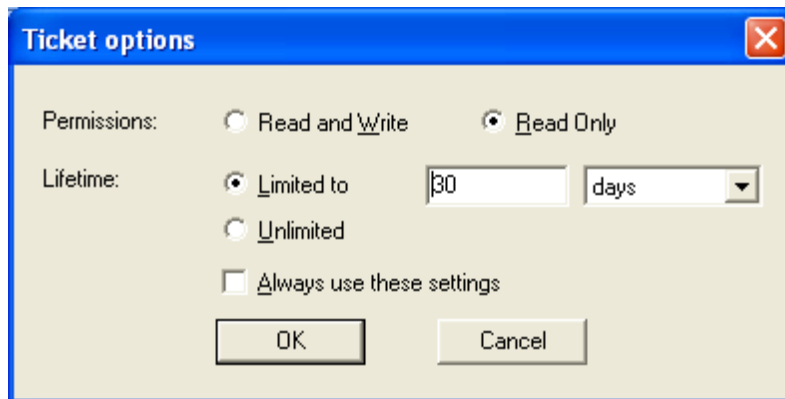 Ticket options
Permissions: Read and Write Read Only
Lifetime: Limited to 30 days
Unlimited
Always use these settings
OK Cancel